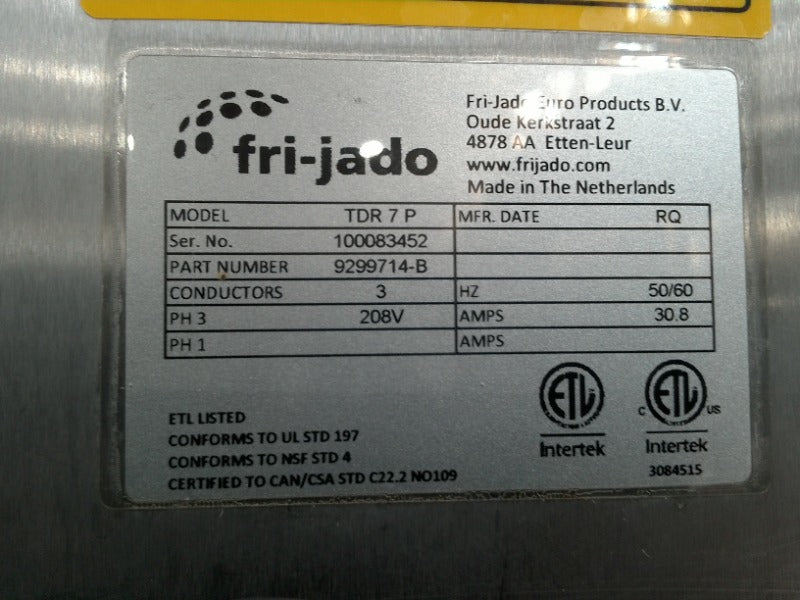 fri-jado
Fri-Jado Euro Products B.V.
Oude Kerkstraat 2
4878 AA Etten-Leur
www.frijado.com
Made in The Netherlands
MODEL TDR 7 P MFR. DATE RQ
Ser. No. 100083452
PART NUMBER 9299714-B
CONDUCTORS 3 HZ 50/60
PH 3 208V AMPS 30.8
PH 1 AMPS
ETL LISTED
CONFORMS TO UL STD 197
CONFORMS TO NSF STD 4
CERTIFIED TO CAN/CSA STD C22.2 NO109
ETL
Intertek
C ETL US
Intertek
3084515